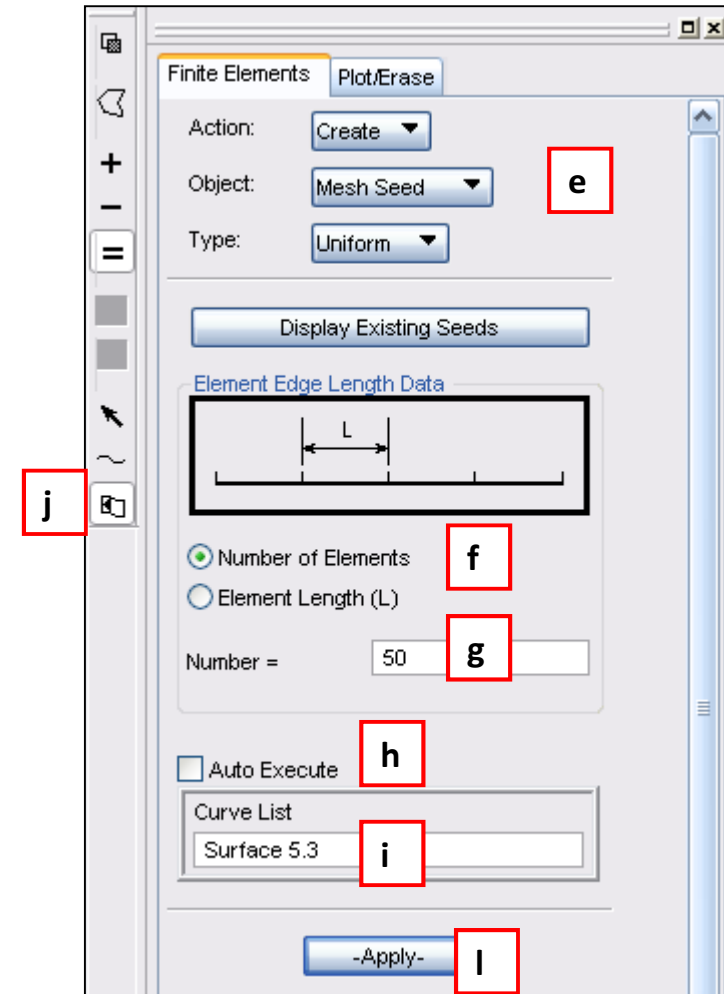 Finite Elements Plot/Erase
Action: Create
Object: Mesh Seed e
Type: Uniform
Display Existing Seeds
Element Edge Length Data
L
Number of Elements f
Element Length (L)
Number = 50 g
h
Auto Execute
Curve List
Surface 5.3 i
j
-Apply- l